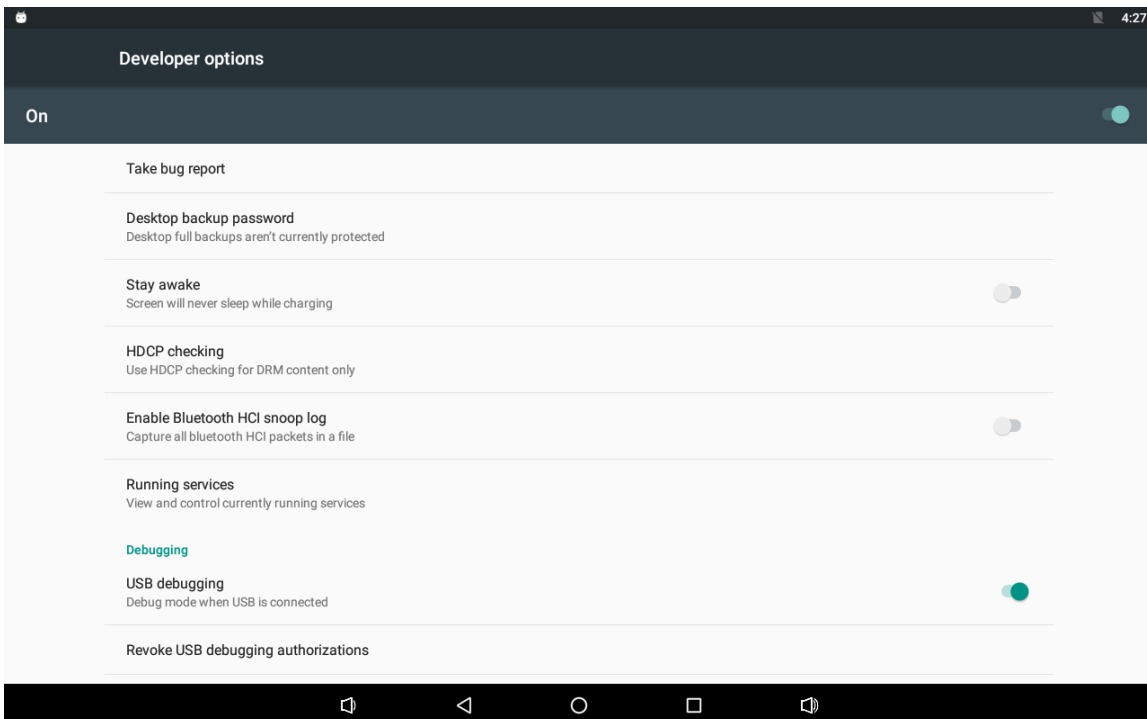 4:27
Developer options
On
Take bug report
Desktop backup password
Desktop full backups aren't currently protected
Stay awake
Screen will never sleep while charging
HDCP checking
Use HDCP checking for DRM content only
Enable Bluetooth HCI snoop log
Capture all bluetooth HCI packets in a file
Running services
View and control currently running services
Debugging
USB debugging
Debug mode when USB is connected
Revoke USB debugging authorizations